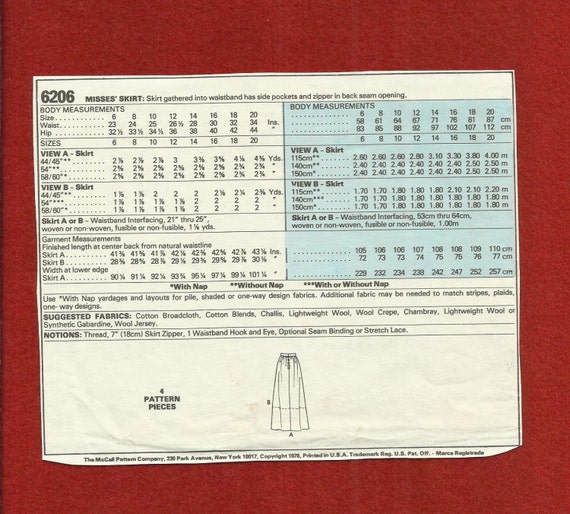 6206 MISSES' SKIRT: Skirt gathered into waistband has side pockets and zipper in back seam opening.
BODY MEASUREMENTS
Size 6 8 10 12 14 16 18 20
Waist 23 24 25 26½ 28 30 32 34 Ins.
Hip 32½ 33½ 34½ 36 38 40 42 44 "
SIZES 6 8 10 12 14 16 18 20
VIEW A - Skirt
44/45"** 3 Yds.
54"**
58/60"*
VIEW B - Skirt
44/45"** 2 2 2 Yds.
54"***
58/60"*
Skirt A or B - Waistband Interfacing, 21" thru 25",
woven or non-woven, fusible or non-fusible, 1⅛ yds.
Garment Measurements
Finished length at center back from natural waistline
Skirt A Ins.
Skirt B "
Width at lower edge
Skirt A "
BODY MEASUREMENTS
6 8 10 12 14 16 18 20
58 61 64 67 71 76 81 87 cm
83 85 88 92 97 102 107 112 cm
6 8 10 12 14 16 18 20
VIEW A - Skirt
115cm** 2.60 2.60 2.60 2.80 3.10 3.30 3.80 4.00 m
140cm** 2.40 2.40 2.40 2.40 2.40 2.40 2.50 2.50 m
150cm* 2.40 2.40 2.40 2.40 2.40 2.40 2.50 2.50 m
VIEW B - Skirt
115cm** 1.70 1.70 1.80 1.80 1.80 2.10 2.10 2.20 m
140cm*** 1.70 1.70 1.80 1.80 1.80 1.80 1.80 1.80 m
150cm* 1.70 1.70 1.80 1.80 1.80 1.80 1.80 1.80 m
Skirt A or B - Waistband Interfacing, 53cm thru 64cm,
woven or non-woven, fusible or non-fusible, 1.00m
105 106 106 107 108 108 109 110 cm
72 73 74 74 75 75 76 77 cm
229 232 234 238 242 247 252 257 cm
*With Nap **Without Nap ***With or Without Nap
Use *With Nap yardages and layouts for pile, shaded or one-way design fabrics. Additional fabric may be needed to match stripes, plaids,
one-way designs.
SUGGESTED FABRICS: Cotton Broadcloth, Cotton Blends, Challis, Lightweight Wool, Wool Crepe, Chambray, Lightweight Wool or
Synthetic Gabardine, Wool Jersey.
NOTIONS: Thread, 7" (18cm) Skirt Zipper, 1 Waistband Hook and Eye, Optional Seam Binding or Stretch Lace.
4
PATTERN
PIECES
B
A
The McCall Pattern Company, 230 Park Avenue, New York 10017, Copyright 1978, Printed in U.S.A. Trademark Reg. U.S. Pat. Off. - Marca Registrada